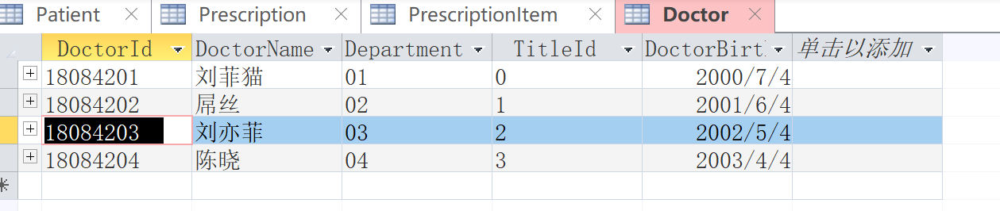 Patient Prescription PrescriptionItem Doctor
DoctorId DoctorName Department TitleId DoctorBirt 单击以添加
18084201 刘菲猫 01 0 2000/7/4
18084202 屌丝 02 1 2001/6/4
18084203 刘亦菲 03 2 2002/5/4
18084204 陈晓 04 3 2003/4/4